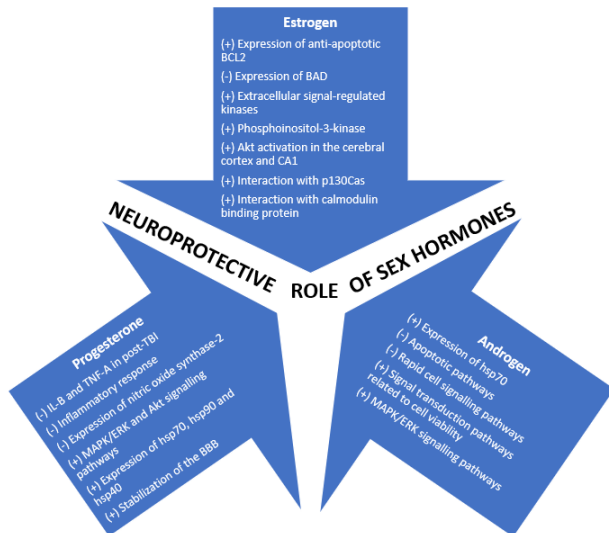 Estrogen
(+) Expression of anti-apoptotic
BCL2
(-) Expression of BAD
(+) Extracellular signal-regulated
kinases
(+) Phosphoinositol-3-kinase
(+) Akt activation in the cerebral
cortex and CA1
(+) Interaction with p130Cas
(+) Interaction with calmodulin
binding protein
NEUROPROTECTIVE ROLE OF SEX HORMONES
Progesterone
(-) IL-B and TNF-A in post-TBI
(-) Inflammatory response
(-) Expression of nitric oxide synthase-2
(+) MAPK/ERK and Akt signalling
pathways
(+) Expression of hsp70, hsp90 and
hsp40
(+) Stabilization of the BBB
Androgen
(+) Expression of hsp70
(-) Apoptotic pathways
(-) Rapid cell signalling pathways
(+) Signal transduction pathways
related to cell viability
(+) MAPK/ERK signalling pathways